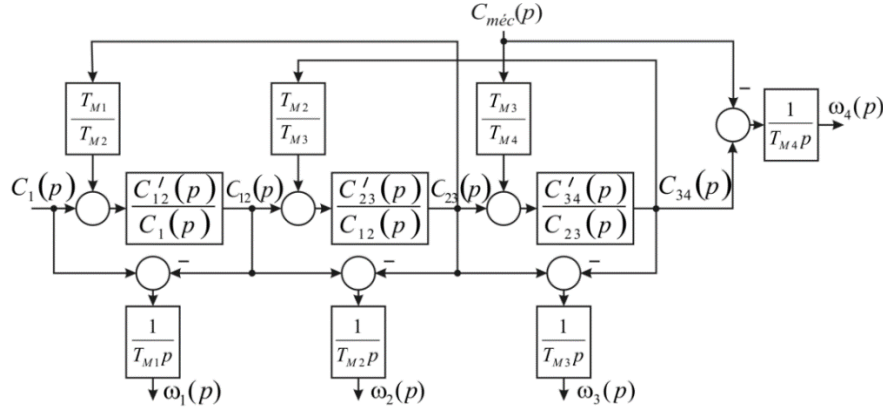 C_méc(p)
T_M1 / T_M2
T_M2 / T_M3
T_M3 / T_M4
−
1 / T_M4 p
ω_4(p)
C_1(p)
C′_12(p) / C_1(p)
C_12(p)
C′_23(p) / C_12(p)
C_23(p)
C′_34(p) / C_23(p)
C_34(p)
−
−
−
1 / T_M1 p
1 / T_M2 p
1 / T_M3 p
ω_1(p)
ω_2(p)
ω_3(p)